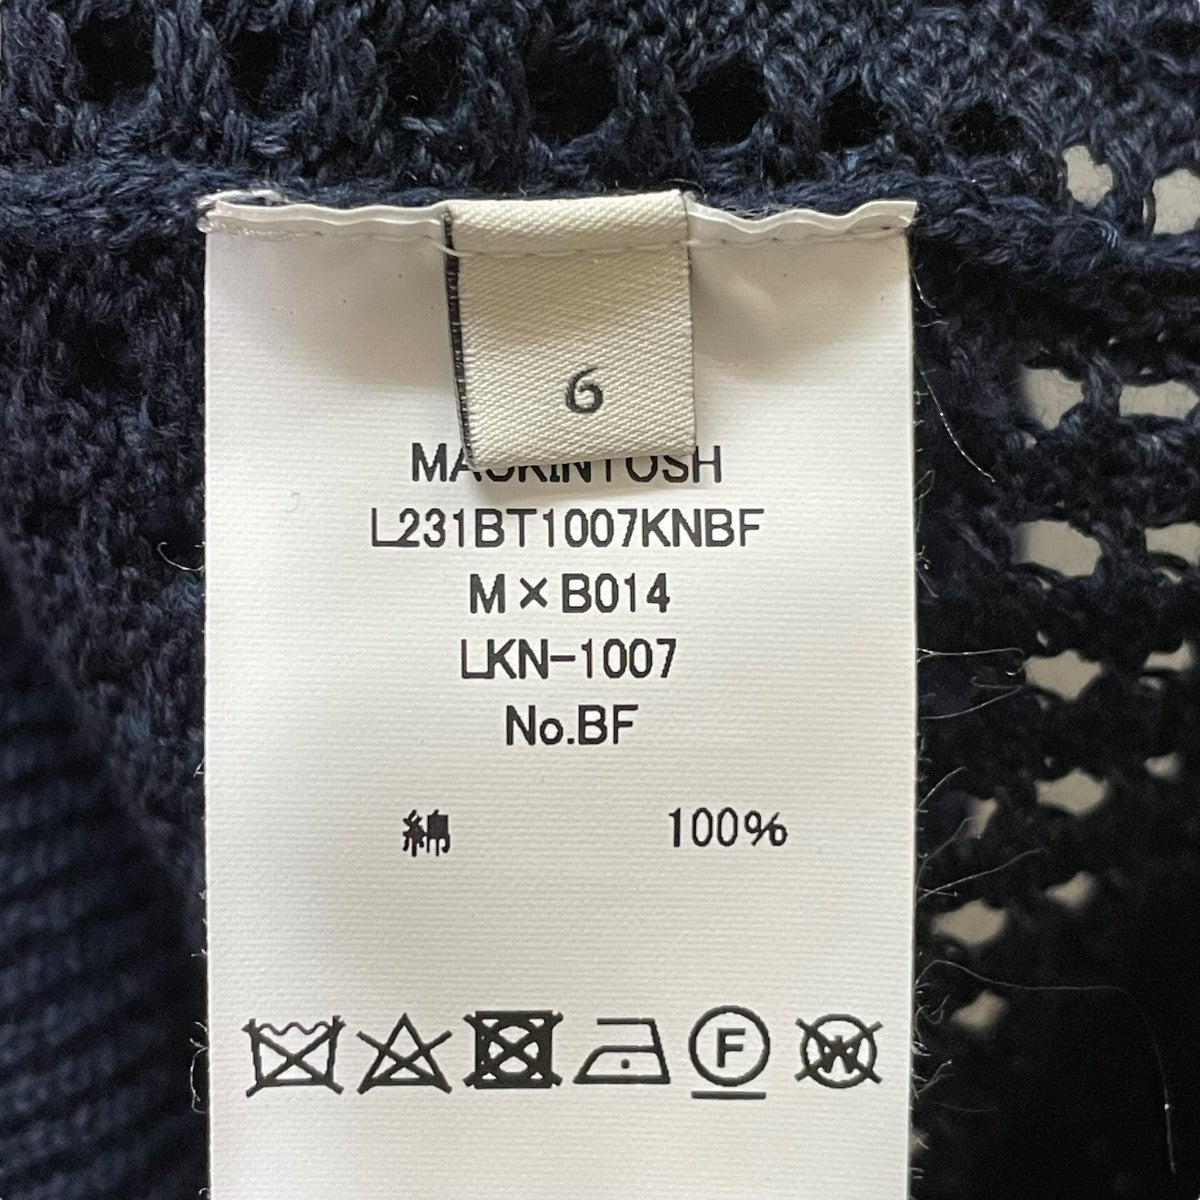 6
MACKINTOSH
L231BT1007KNBF
M×B014
LKN-1007
No.BF
綿 100%
F W